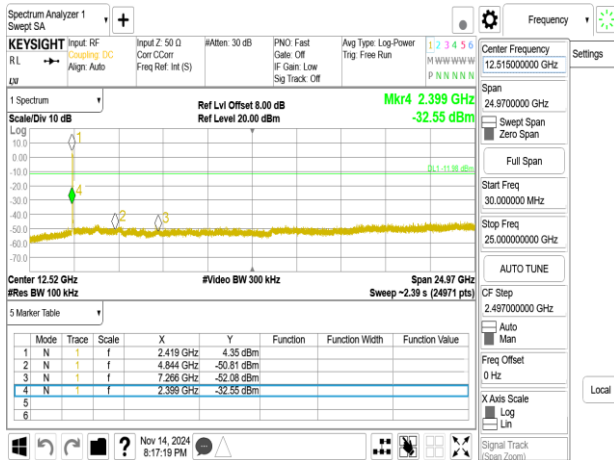 Spectrum Analyzer 1
Swept SA
+
Frequency
KEYSIGHT
RL
LXI
Input: RF
Coupling: DC
Align: Auto
Input Z: 50 Ω
Corr CCorr
Freq Ref: Int (S)
#Atten: 30 dB
PNO: Fast
Gate: Off
IF Gain: Low
Sig Track: Off
Avg Type: Log-Power
Trig: Free Run
1 2 3 4 5 6
M W W W W W
P N N N N N
1 Spectrum
Scale/Div 10 dB
Ref Lvl Offset 8.00 dB
Ref Level 20.00 dBm
Mkr4 2.399 GHz
-32.55 dBm
Log
10.0
0.00
-10.0
-20.0
-30.0
-40.0
-50.0
-60.0
-70.0
1
4
2
3
Center 12.52 GHz
#Res BW 100 kHz
#Video BW 300 kHz
Span 24.97 GHz
Sweep ~2.39 s (24971 pts)
5 Marker Table
Mode Trace Scale X Y Function Function Width Function Value
1 N 1 f 2.419 GHz 4.35 dBm
2 N 1 f 4.844 GHz -50.81 dBm
3 N 1 f 7.266 GHz -52.08 dBm
4 N 1 f 2.399 GHz -32.55 dBm
5
6
Nov 14, 2024
8:17:19 PM
Center Frequency
12.515000000 GHz
Span
24.9700000 GHz
Swept Span
Zero Span
Full Span
Start Freq
30.000000 MHz
Stop Freq
25.000000000 GHz
AUTO TUNE
CF Step
2.497000000 GHz
Auto
Man
Freq Offset
0 Hz
X Axis Scale
Log
Lin
Signal Track
(Span Zoom)
Settings
Local